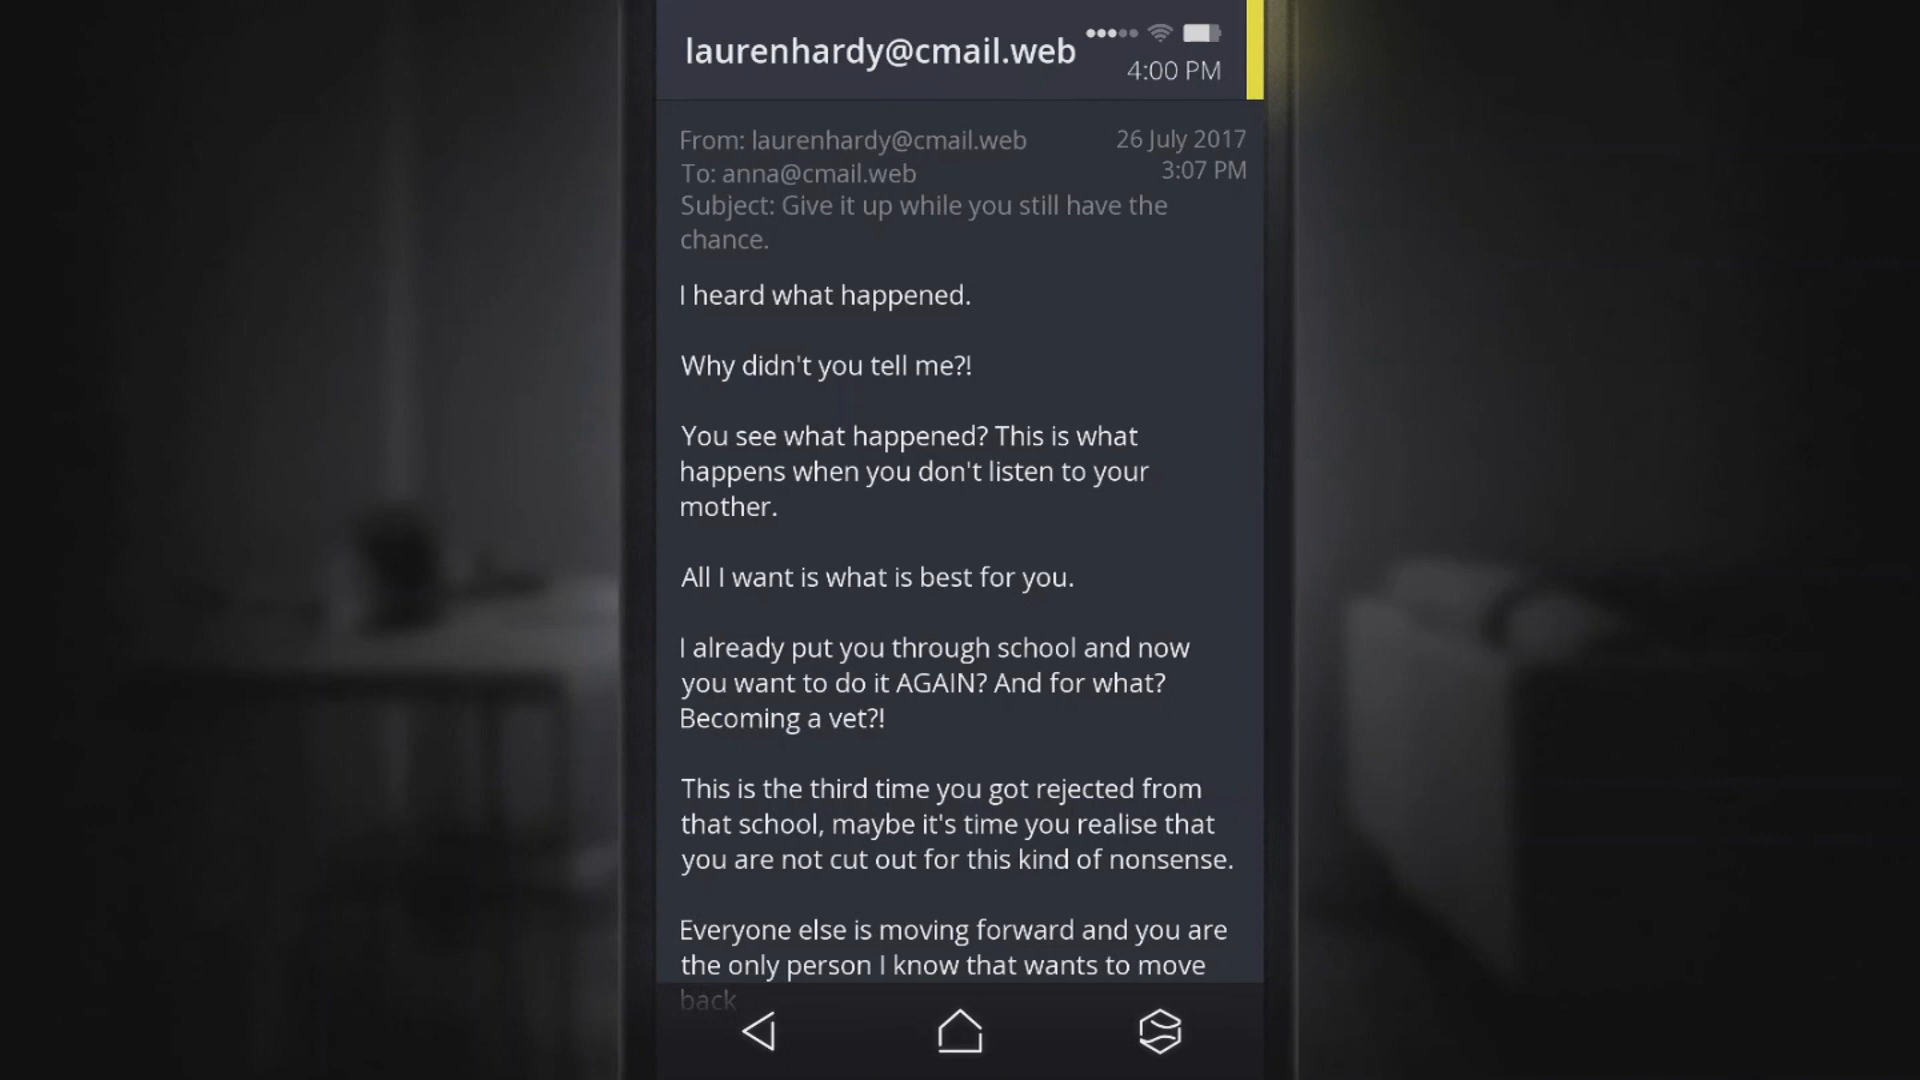 laurenhardy@cmail.web
4:00 PM
From: laurenhardy@cmail.web
26 July 2017
To: anna@cmail.web
3:07 PM
Subject: Give it up while you still have the
chance.
I heard what happened.
Why didn't you tell me?!
You see what happened? This is what
happens when you don't listen to your
mother.
All I want is what is best for you.
I already put you through school and now
you want to do it AGAIN? And for what?
Becoming a vet?!
This is the third time you got rejected from
that school, maybe it's time you realise that
you are not cut out for this kind of nonsense.
Everyone else is moving forward and you are
the only person I know that wants to move
back